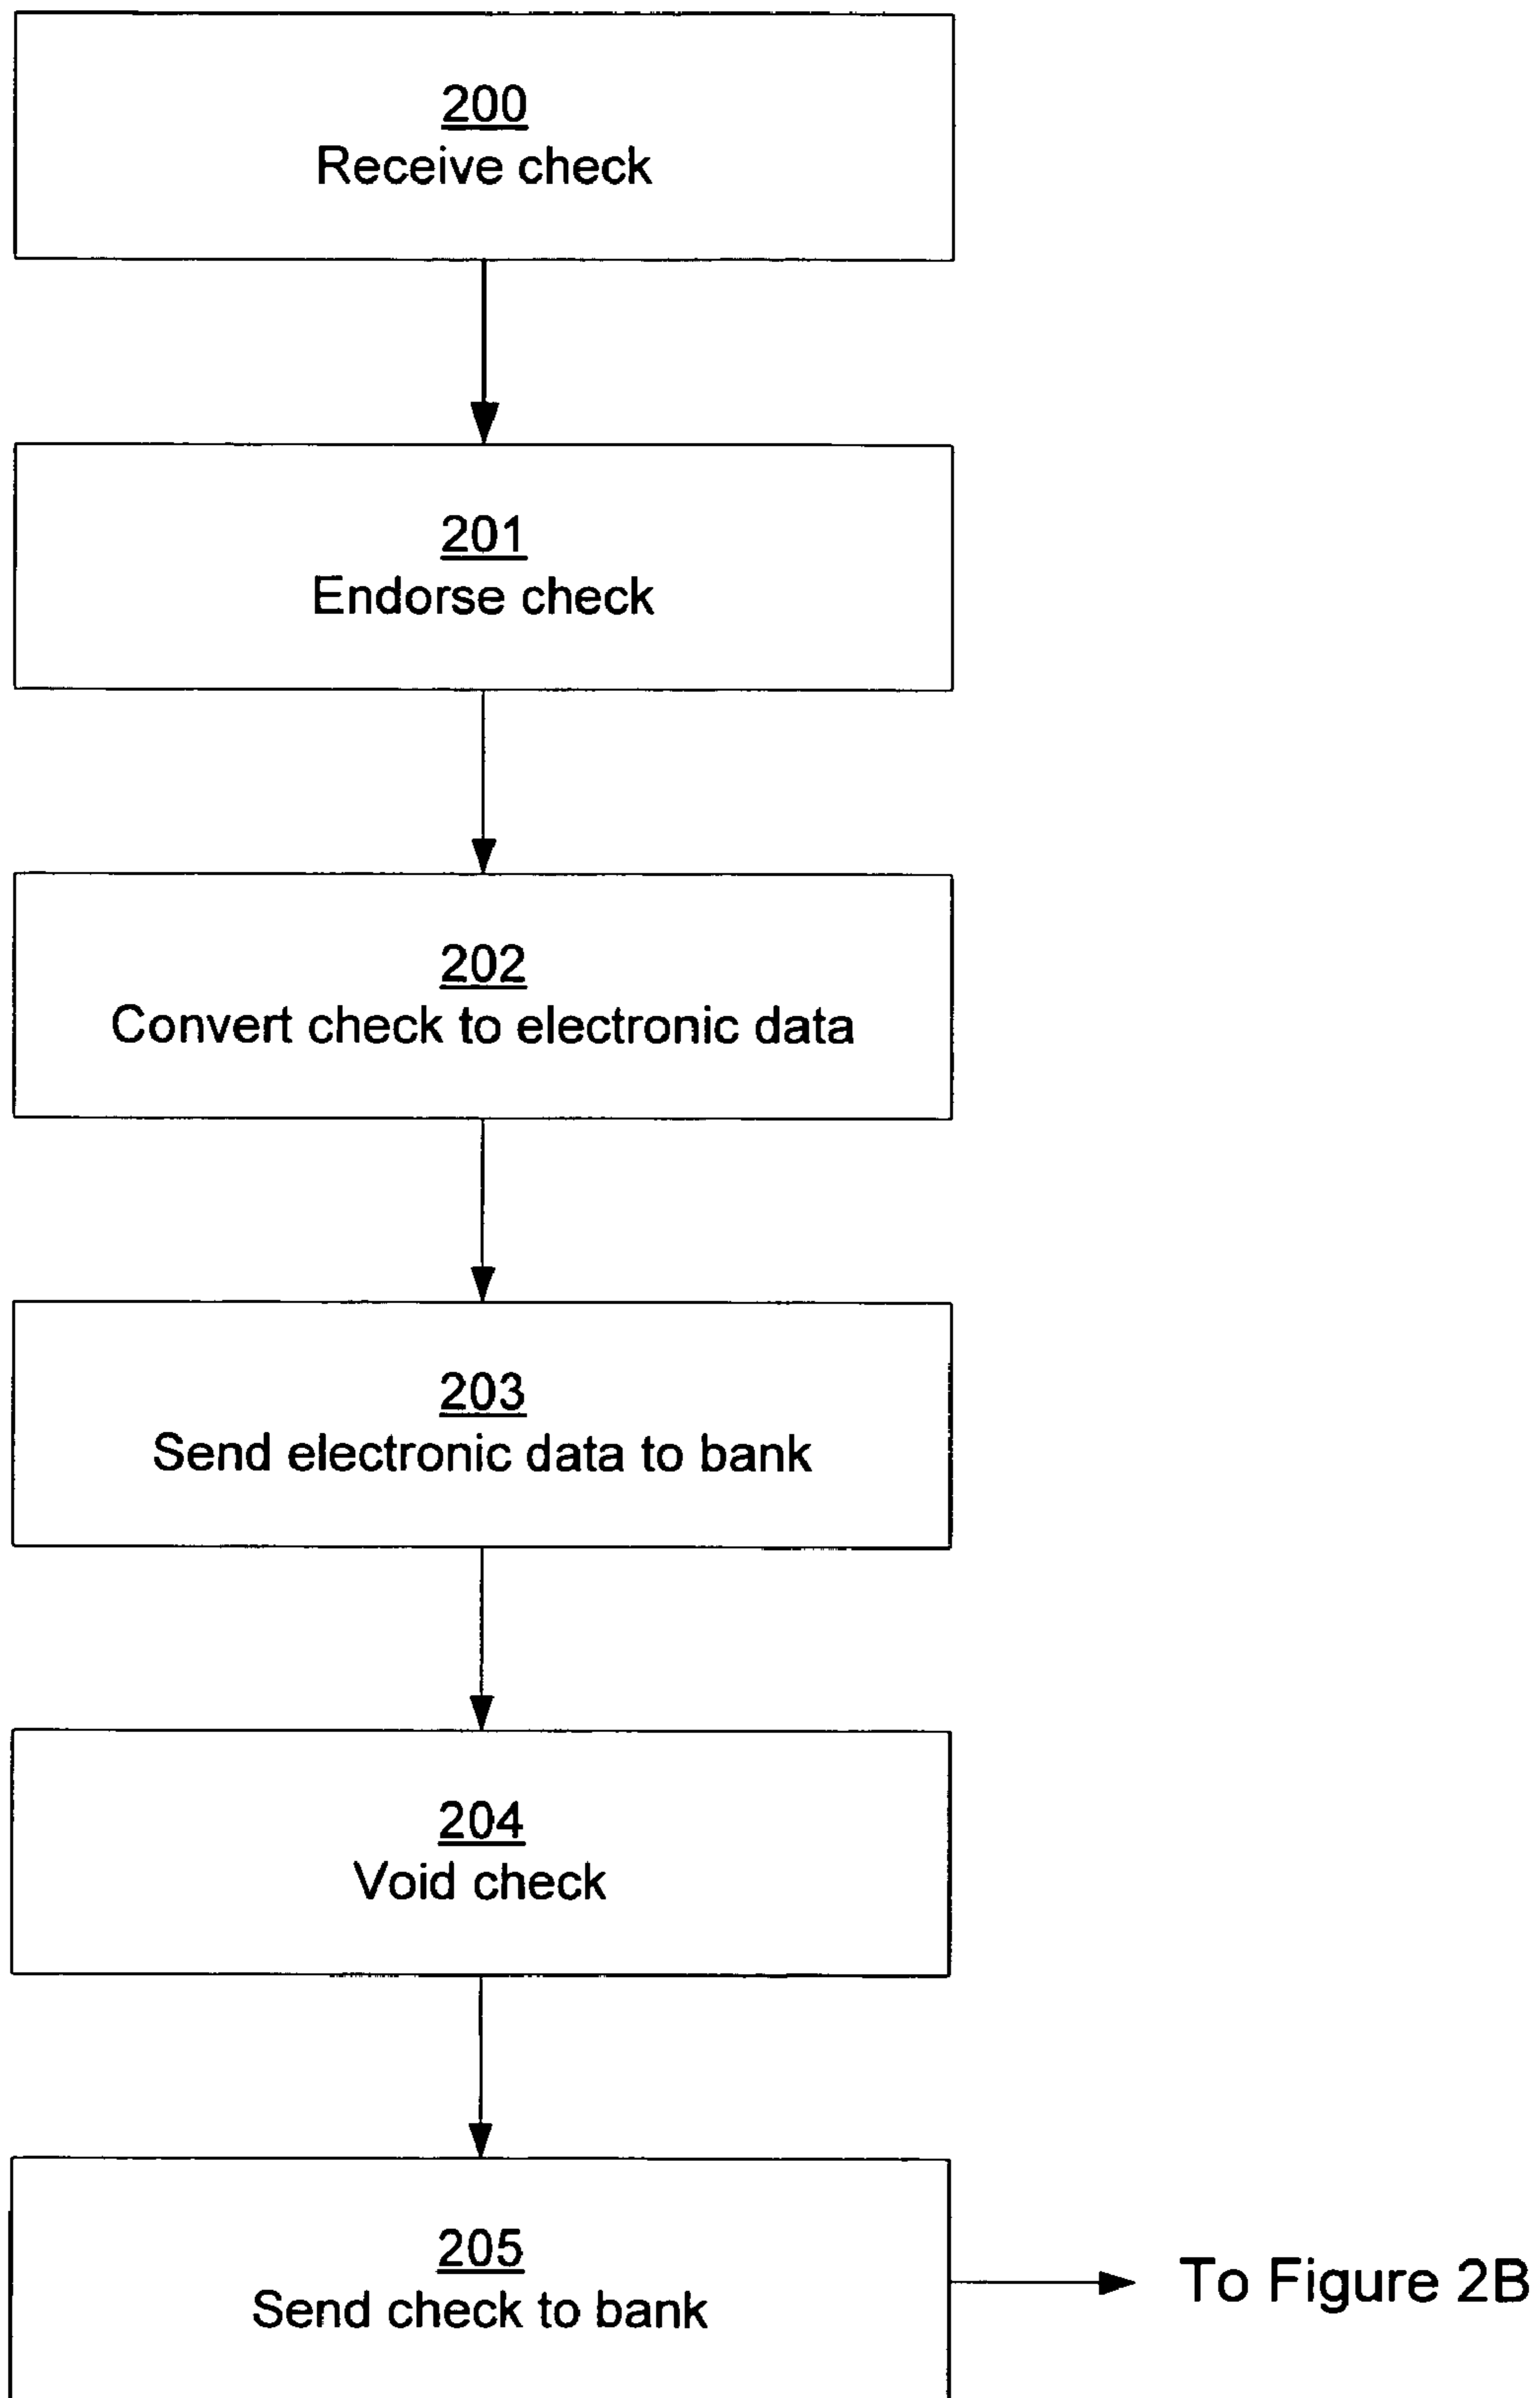 200
Receive check
201
Endorse check
202
Convert check to electronic data
203
Send electronic data to bank
204
Void check
205
Send check to bank
To Figure 2B